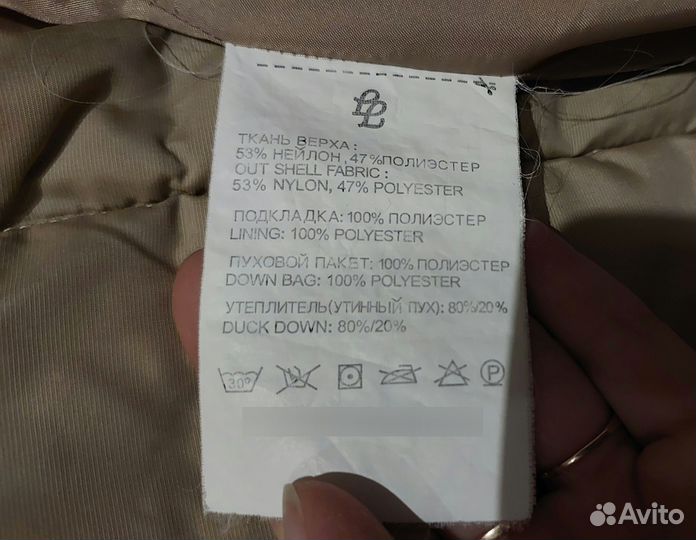 ТКАНЬ ВЕРХА :
53% НЕЙЛОН, 47%ПОЛИЭСТЕР
OUT SHELL FABRIC :
53% NYLON, 47% POLYESTER
ПОДКЛАДКА: 100% ПОЛИЭСТЕР
LINING: 100% POLYESTER
ПУХОВОЙ ПАКЕТ: 100% ПОЛИЭСТЕР
DOWN BAG: 100% POLYESTER
УТЕПЛИТЕЛЬ(УТИННЫЙ ПУХ): 80%/20%
DUCK DOWN: 80%/20%
30° P
Avito